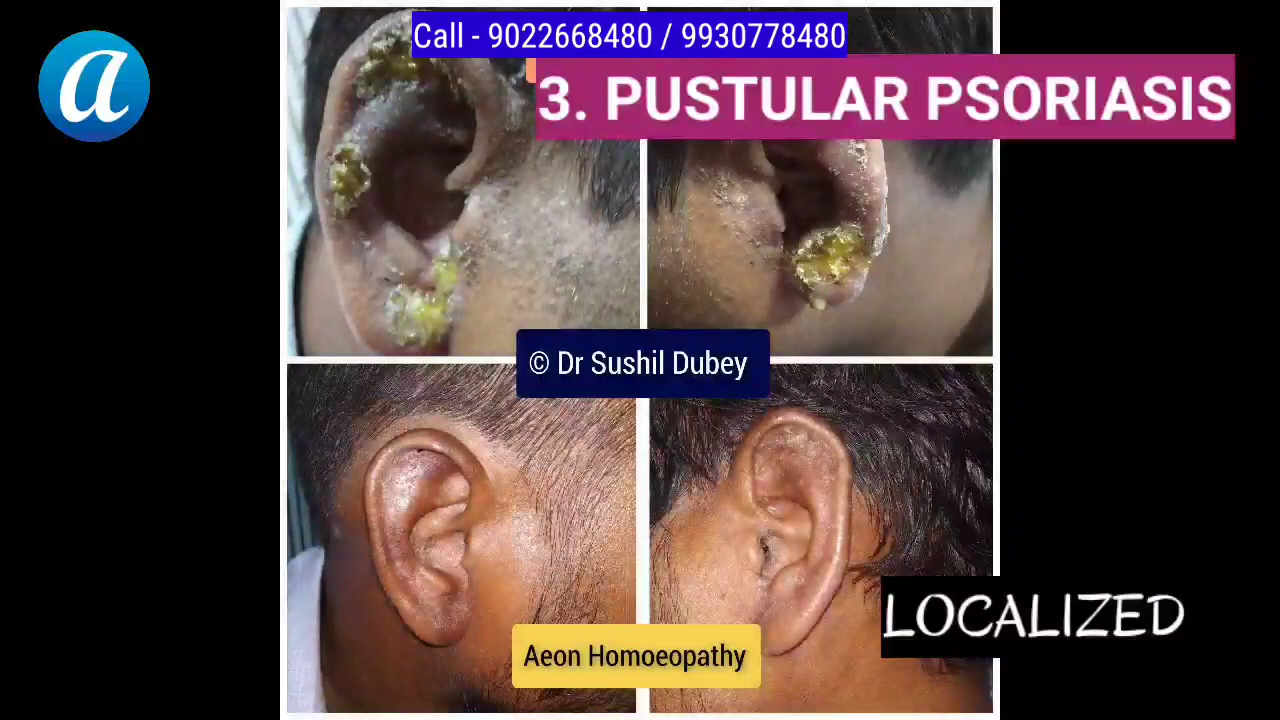 a
Call - 9022668480 / 9930778480
3. PUSTULAR PSORIASIS
© Dr Sushil Dubey
LOCALIZED
Aeon Homoeopathy